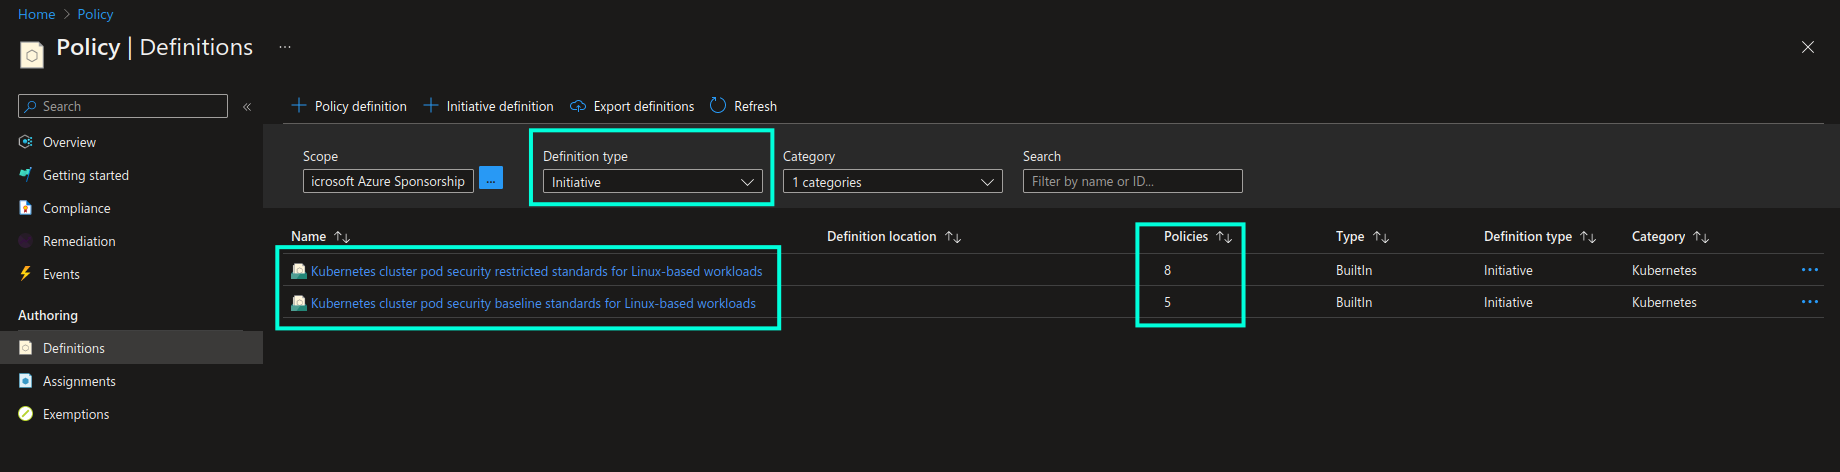 Home > Policy
Policy | Definitions ...
Search «
Overview
Getting started
Compliance
Remediation
Events
Authoring
Definitions
Assignments
Exemptions
+ Policy definition + Initiative definition Export definitions Refresh
Scope Definition type Category Search
icrosoft Azure Sponsorship ... Initiative 1 categories Filter by name or ID...
Name ↑↓ Definition location ↑↓ Policies ↑↓ Type ↑↓ Definition type ↑↓ Category ↑↓
Kubernetes cluster pod security restricted standards for Linux-based workloads 8 BuiltIn Initiative Kubernetes ...
Kubernetes cluster pod security baseline standards for Linux-based workloads 5 BuiltIn Initiative Kubernetes ...